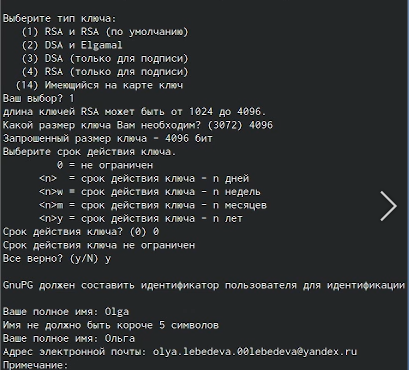 Выберите тип ключа:
(1) RSA и RSA (по умолчанию)
(2) DSA и Elgamal
(3) DSA (только для подписи)
(4) RSA (только для подписи)
(14) Имеющийся на карте ключ
Ваш выбор? 1
длина ключей RSA может быть от 1024 до 4096.
Какой размер ключа Вам необходим? (3072) 4096
Запрошенный размер ключа - 4096 бит
Выберите срок действия ключа.
0 = не ограничен
<n> = срок действия ключа - n дней
<n>w = срок действия ключа - n недель
<n>m = срок действия ключа - n месяцев
<n>y = срок действия ключа - n лет
Срок действия ключа? (0) 0
Срок действия ключа не ограничен
Все верно? (y/N) y
GnuPG должен составить идентификатор пользователя для идентификации
Ваше полное имя: Olga
Имя не должно быть короче 5 символов
Ваше полное имя: Ольга
Адрес электронной почты: olya.lebedeva.00lebedeva@yandex.ru
Примечание: